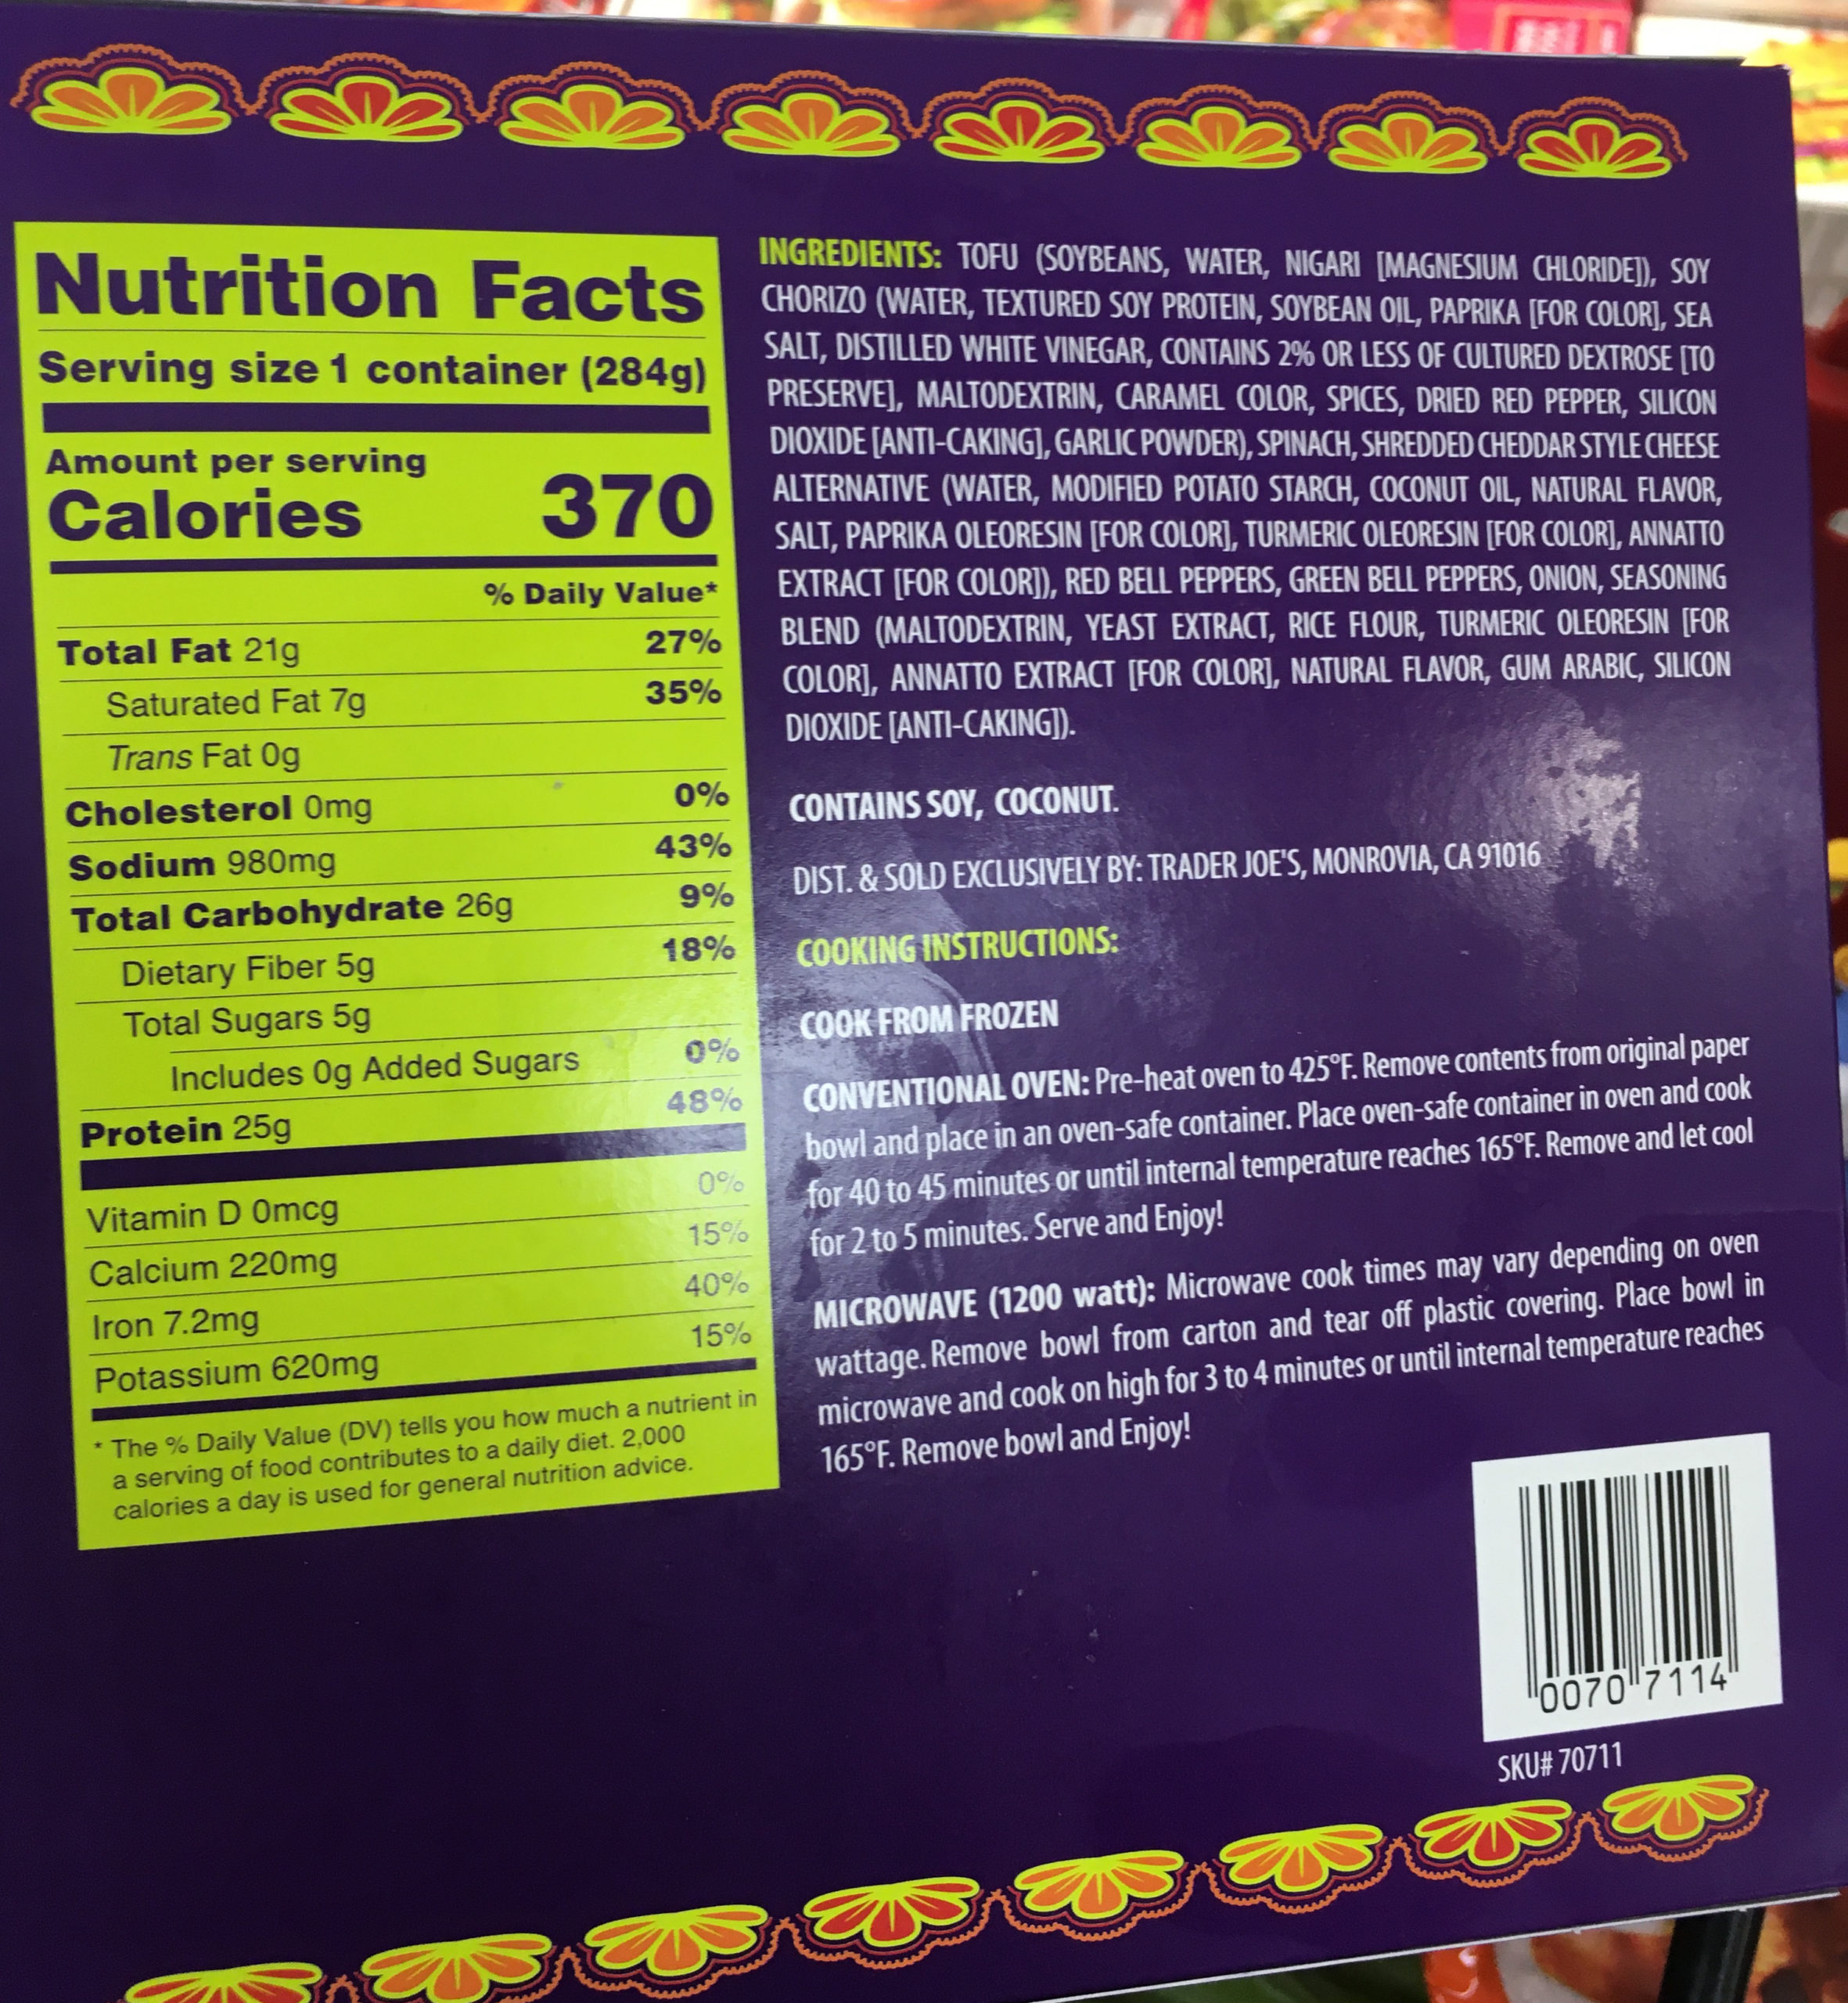 Nutrition Facts
Serving size 1 container (284g)
Amount per serving
Calories 370
% Daily Value*
Total Fat 21g 27%
Saturated Fat 7g 35%
Trans Fat 0g
Cholesterol 0mg 0%
Sodium 980mg 43%
Total Carbohydrate 26g 9%
Dietary Fiber 5g 18%
Total Sugars 5g
Includes 0g Added Sugars 0%
Protein 25g 48%
Vitamin D 0mcg 0%
Calcium 220mg 15%
Iron 7.2mg 40%
Potassium 620mg 15%
* The % Daily Value (DV) tells you how much a nutrient in
a serving of food contributes to a daily diet. 2,000
calories a day is used for general nutrition advice.
INGREDIENTS: TOFU (SOYBEANS, WATER, NIGARI [MAGNESIUM CHLORIDE]), SOY
CHORIZO (WATER, TEXTURED SOY PROTEIN, SOYBEAN OIL, PAPRIKA [FOR COLOR], SEA
SALT, DISTILLED WHITE VINEGAR, CONTAINS 2% OR LESS OF CULTURED DEXTROSE [TO
PRESERVE], MALTODEXTRIN, CARAMEL COLOR, SPICES, DRIED RED PEPPER, SILICON
DIOXIDE [ANTI-CAKING], GARLIC POWDER), SPINACH, SHREDDED CHEDDAR STYLE CHEESE
ALTERNATIVE (WATER, MODIFIED POTATO STARCH, COCONUT OIL, NATURAL FLAVOR,
SALT, PAPRIKA OLEORESIN [FOR COLOR], TURMERIC OLEORESIN [FOR COLOR], ANNATTO
EXTRACT [FOR COLOR]), RED BELL PEPPERS, GREEN BELL PEPPERS, ONION, SEASONING
BLEND (MALTODEXTRIN, YEAST EXTRACT, RICE FLOUR, TURMERIC OLEORESIN [FOR
COLOR], ANNATTO EXTRACT [FOR COLOR], NATURAL FLAVOR, GUM ARABIC, SILICON
DIOXIDE [ANTI-CAKING]).
CONTAINS SOY, COCONUT.
DIST. & SOLD EXCLUSIVELY BY: TRADER JOE'S, MONROVIA, CA 91016
COOKING INSTRUCTIONS:
COOK FROM FROZEN
CONVENTIONAL OVEN: Pre-heat oven to 425°F. Remove contents from original paper
bowl and place in an oven-safe container. Place oven-safe container in oven and cook
for 40 to 45 minutes or until internal temperature reaches 165°F. Remove and let cool
for 2 to 5 minutes. Serve and Enjoy!
MICROWAVE (1200 watt): Microwave cook times may vary depending on oven
wattage. Remove bowl from carton and tear off plastic covering. Place bowl in
microwave and cook on high for 3 to 4 minutes or until internal temperature reaches
165°F. Remove bowl and Enjoy!
0070 7114
SKU# 70711